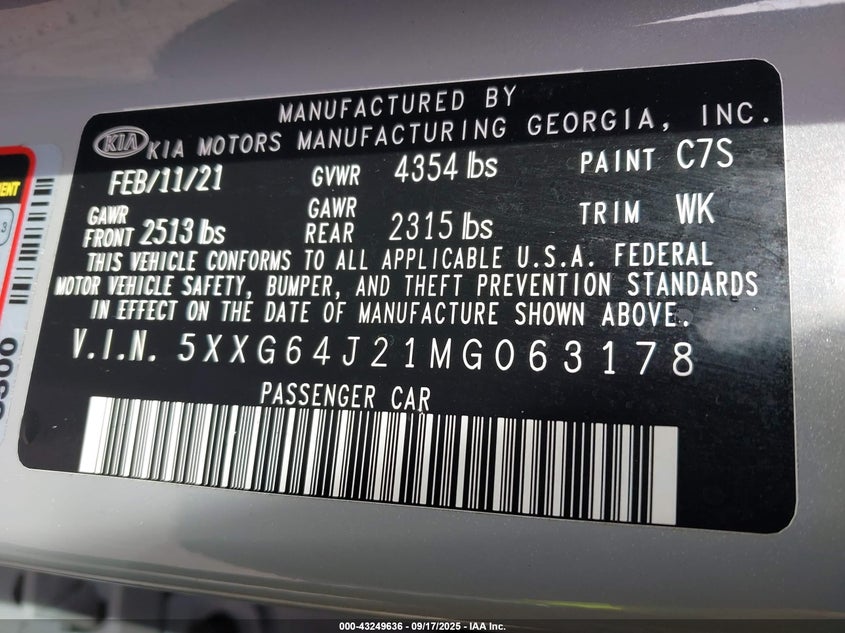 MANUFACTURED BY
KIA KIA MOTORS MANUFACTURING GEORGIA, INC.
FEB/11/21 GVWR 4354 lbs PAINT C7S
GAWR FRONT 2513 lbs GAWR REAR 2315 lbs TRIM WK
THIS VEHICLE CONFORMS TO ALL APPLICABLE U.S.A. FEDERAL
MOTOR VEHICLE SAFETY, BUMPER, AND THEFT PREVENTION STANDARDS
IN EFFECT ON THE DATE OF MANUFACTURE SHOWN ABOVE.
V.I.N. 5XXG64J21MG063178
PASSENGER CAR
000-43249636 - 09/17/2025 - IAA Inc.